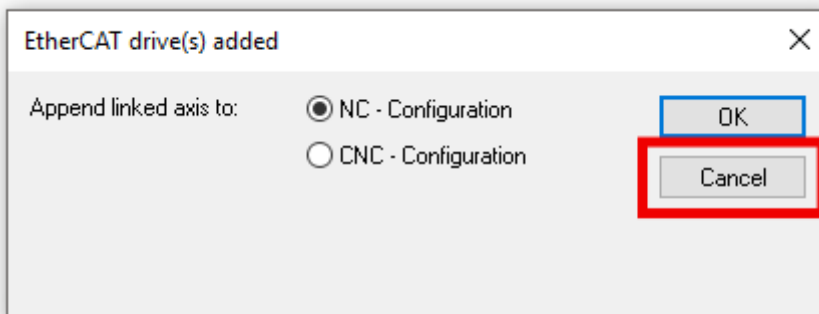 EtherCAT drive(s) added
Append linked axis to:
NC - Configuration
CNC - Configuration
OK
Cancel